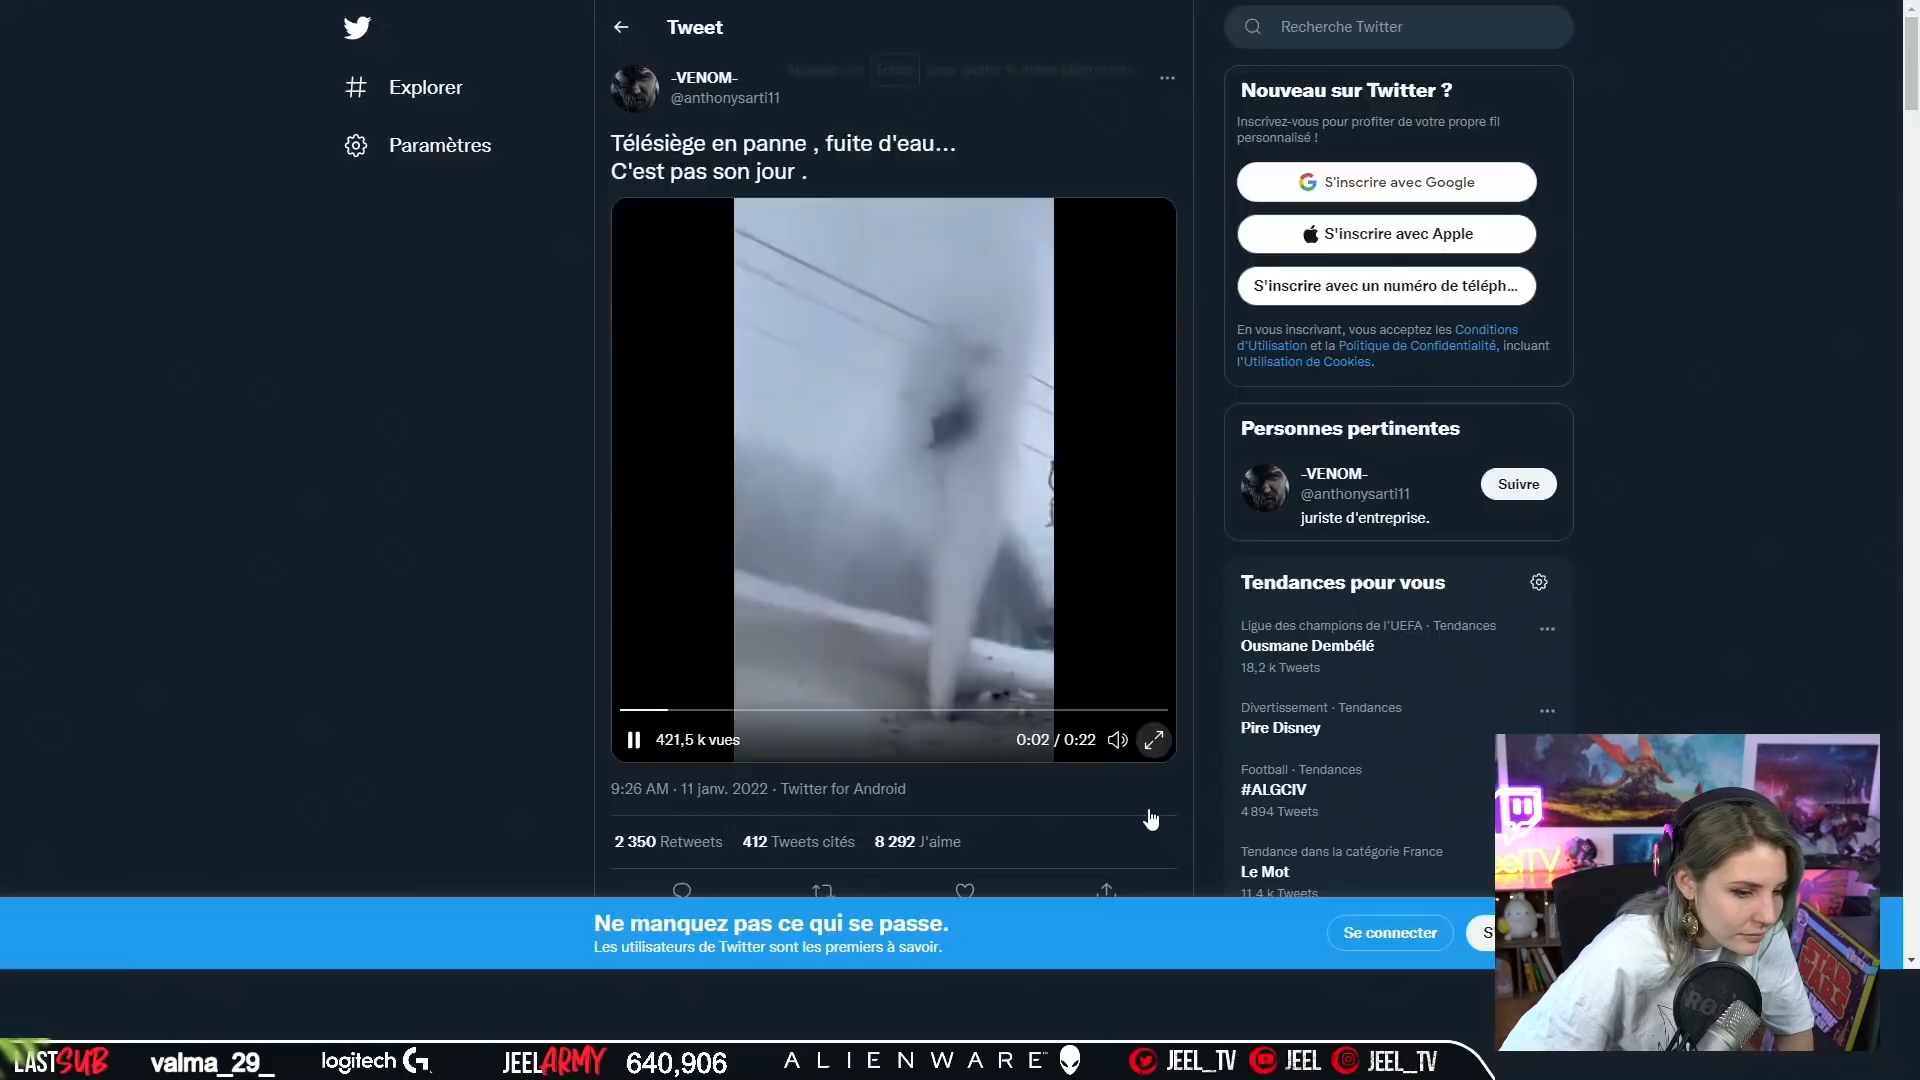 Tweet
Recherche Twitter
Explorer
Paramètres
-VENOM-
@anthonysarti11
Échap
Télésiège en panne , fuite d'eau...
C'est pas son jour .
421,5 k vues
0:02 / 0:22
9:26 AM · 11 janv. 2022 · Twitter for Android
2 350 Retweets 412 Tweets cités 8 292 J'aime
Nouveau sur Twitter ?
Inscrivez-vous pour profiter de votre propre fil
personnalisé !
S'inscrire avec Google
S'inscrire avec Apple
S'inscrire avec un numéro de téléph...
En vous inscrivant, vous acceptez les Conditions
d'Utilisation et la Politique de Confidentialité, incluant
l'Utilisation de Cookies.
Personnes pertinentes
-VENOM-
@anthonysarti11
Suivre
juriste d'entreprise.
Tendances pour vous
Ligue des champions de l'UEFA · Tendances
Ousmane Dembélé
18,2 k Tweets
Divertissement · Tendances
Pire Disney
Football · Tendances
#ALGCIV
4 894 Tweets
Tendance dans la catégorie France
Le Mot
11,4 k Tweets
Ne manquez pas ce qui se passe.
Les utilisateurs de Twitter sont les premiers à savoir.
Se connecter
S'
STAR
WARS
LASTSUB valma_29_ logitech G JEELARMY 640,906 ALIENWARE JEEL_TV JEEL JEEL_TV